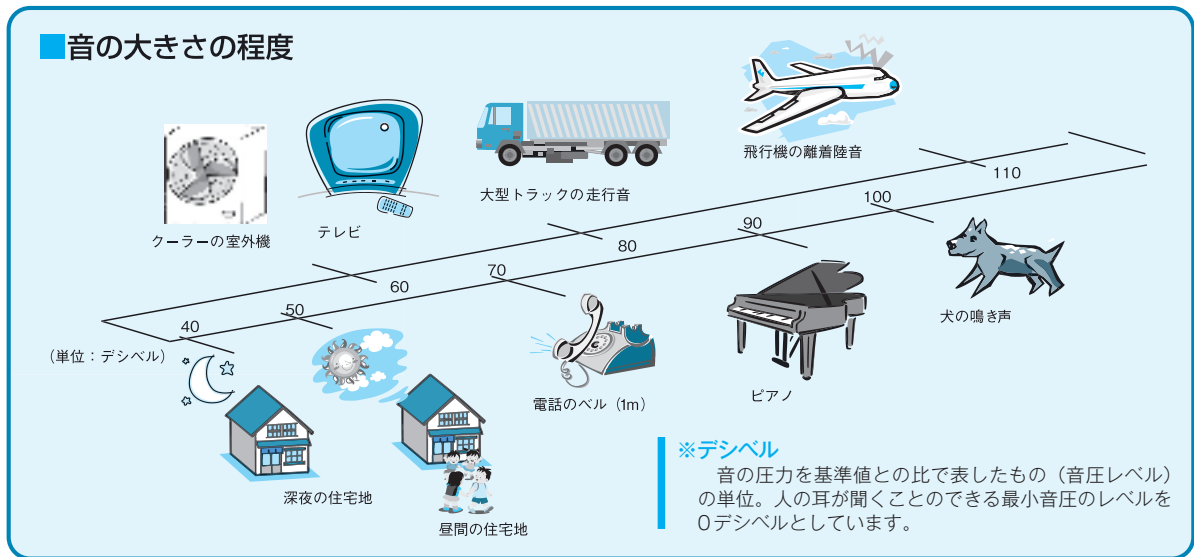 ■音の大きさの程度
クーラーの室外機
テレビ
大型トラックの走行音
飛行機の離着陸音
110
100
90
80
70
60
50
40
（単位：デシベル）
犬の鳴き声
ピアノ
電話のベル（1m）
深夜の住宅地
昼間の住宅地
※デシベル
音の圧力を基準値との比で表したもの（音圧レベル）
の単位。人の耳が聞くことのできる最小音圧のレベルを
0デシベルとしています。